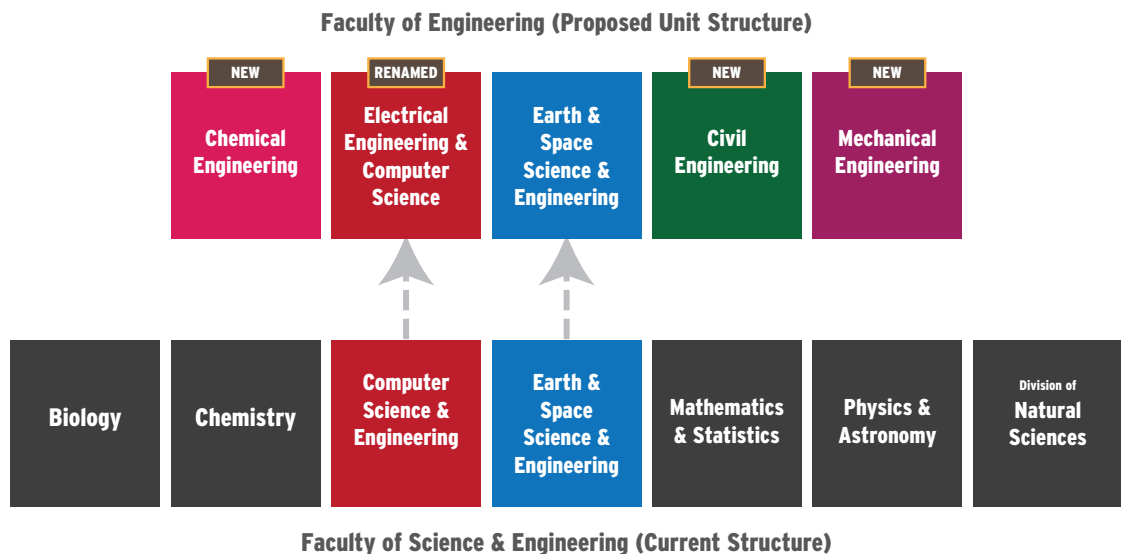 Faculty of Engineering (Proposed Unit Structure)
NEW
Chemical
Engineering
RENAMED
Electrical
Engineering &
Computer
Science
Earth &
Space
Science &
Engineering
NEW
Civil
Engineering
NEW
Mechanical
Engineering
Biology
Chemistry
Computer
Science &
Engineering
Earth &
Space
Science &
Engineering
Mathematics
& Statistics
Physics &
Astronomy
Division of
Natural
Sciences
Faculty of Science & Engineering (Current Structure)